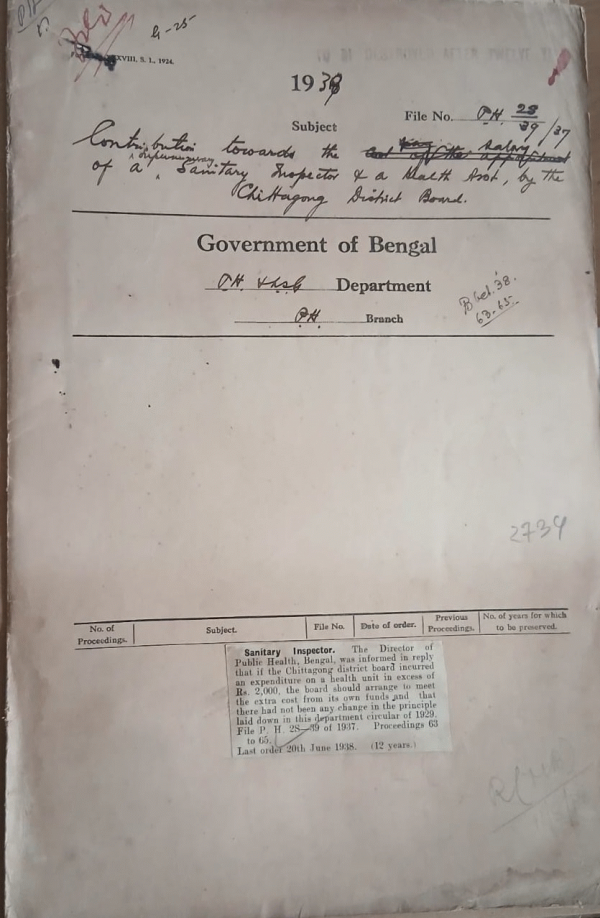 G-25
XVIII, S. 1., 1924.
1938
File No. P.H. 28/39/37
Subject
Contribution towards the salary
of a Sanitary Inspector & a Health Asst, by the
Chittagong District Board.
Government of Bengal
P.H. & L.S.G Department
P.H. Branch
B Oct. 38.
63-65.
2734
No. of Proceedings. Subject. File No. Date of order. Previous Proceedings. No. of years for which to be preserved.
Sanitary Inspector. The Director of
Public Health, Bengal, was informed in reply
that if the Chittagong district board incurred
an expenditure on a health unit in excess of
Rs. 2,000, the board should arrange to meet
the extra cost from its own funds and that
there had not been any change in the principle
laid down in this department circular of 1929.
File P. H. 28—39 of 1937. Proceedings 63
to 65.
Last order 20th June 1938. (12 years.)